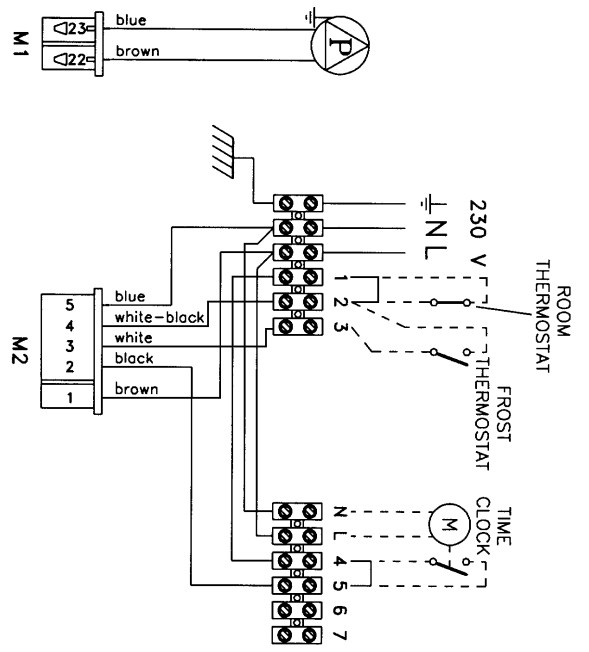 M1
23
blue
22
brown
P
230 V
N
L
1
2
3
ROOM
THERMOSTAT
FROST
THERMOSTAT
M2
5
blue
4
white-black
3
white
2
black
1
brown
TIME
CLOCK
M
N
L
4
5
6
7